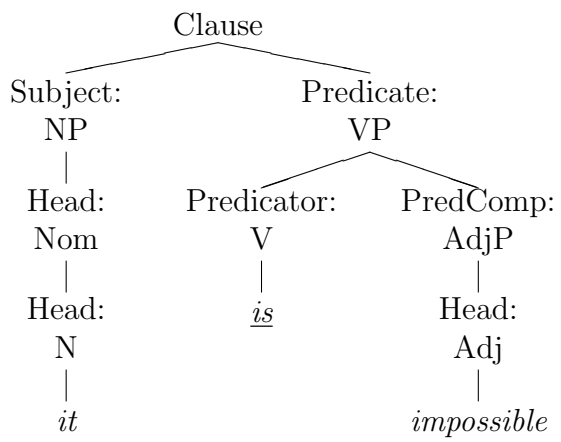 Clause
Subject: Predicate:
NP VP
Head: Predicator: PredComp:
Nom V AdjP
Head: is Head:
N Adj
it impossible